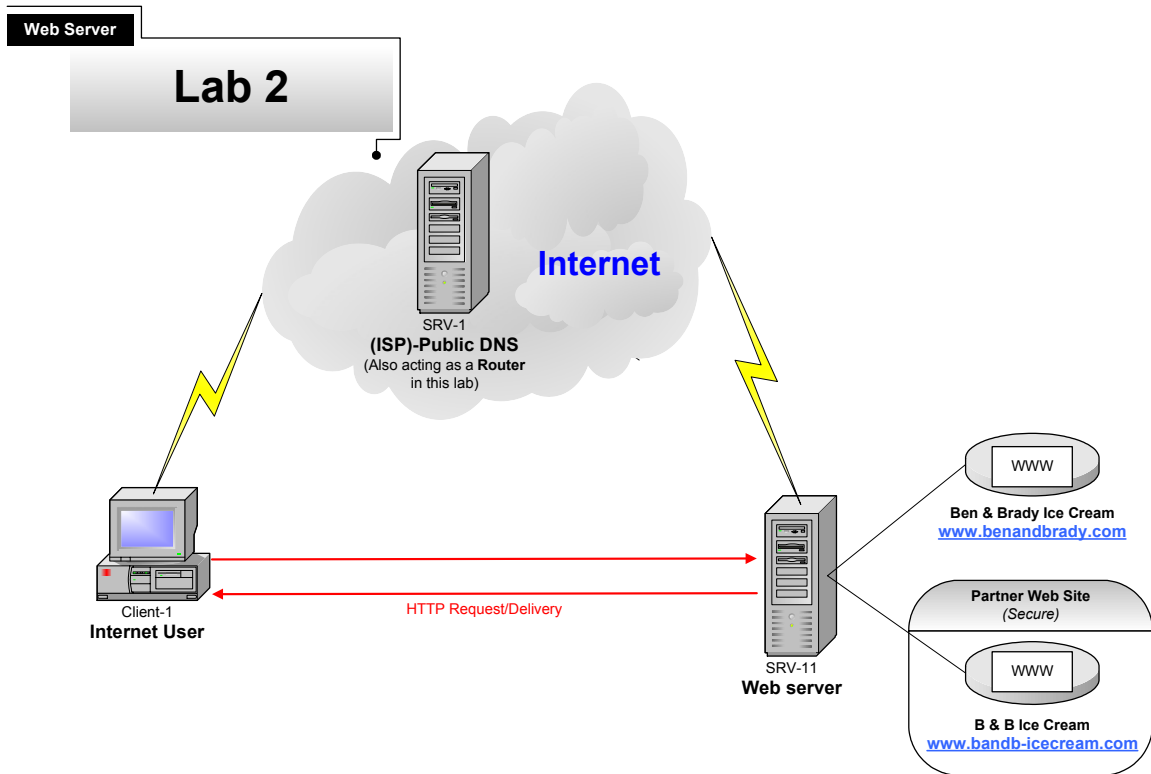 Web Server
Lab 2
Internet
SRV-1
(ISP)-Public DNS
(Also acting as a Router
in this lab)
WWW
Ben & Brady Ice Cream
www.benandbrady.com
Client-1
Internet User
HTTP Request/Delivery
SRV-11
Web server
Partner Web Site
(Secure)
WWW
B & B Ice Cream
www.bandb-icecream.com